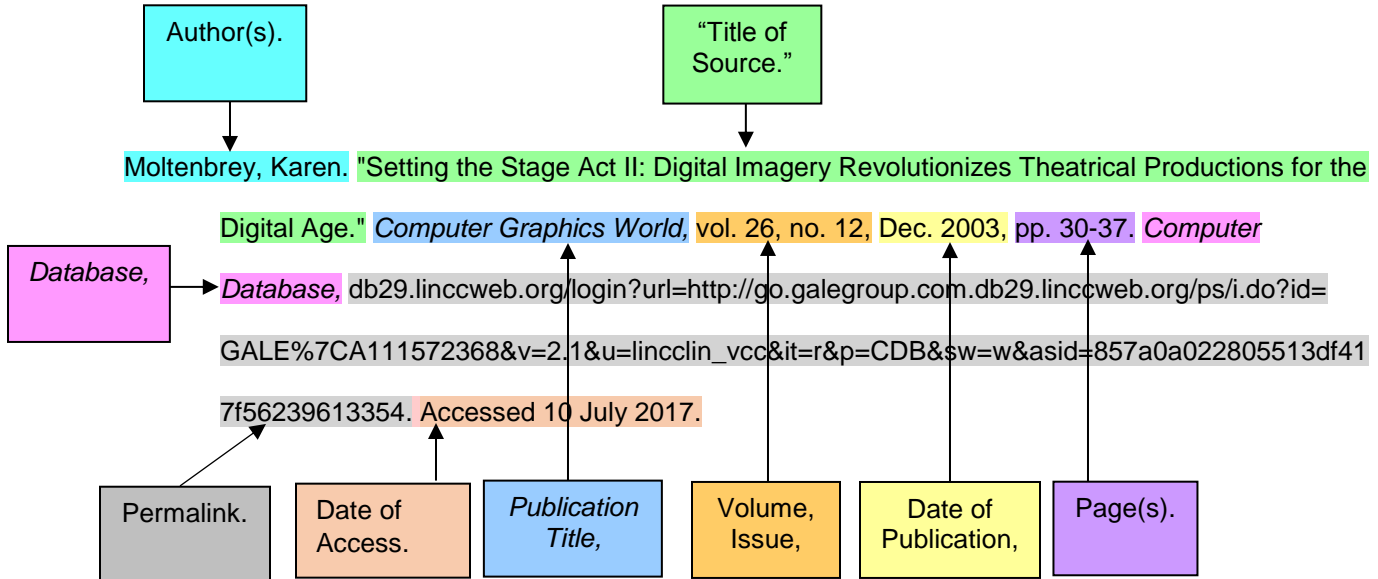 Author(s).
“Title of
Source.”
Moltenbrey, Karen. "Setting the Stage Act II: Digital Imagery Revolutionizes Theatrical Productions for the
Digital Age." Computer Graphics World, vol. 26, no. 12, Dec. 2003, pp. 30-37. Computer
Database,
Database, db29.linccweb.org/login?url=http://go.galegroup.com.db29.linccweb.org/ps/i.do?id=
GALE%7CA111572368&v=2.1&u=lincclin_vcc&it=r&p=CDB&sw=w&asid=857a0a022805513df41
7f56239613354. Accessed 10 July 2017.
Permalink.
Date of
Access.
Publication
Title,
Volume,
Issue,
Date of
Publication,
Page(s).